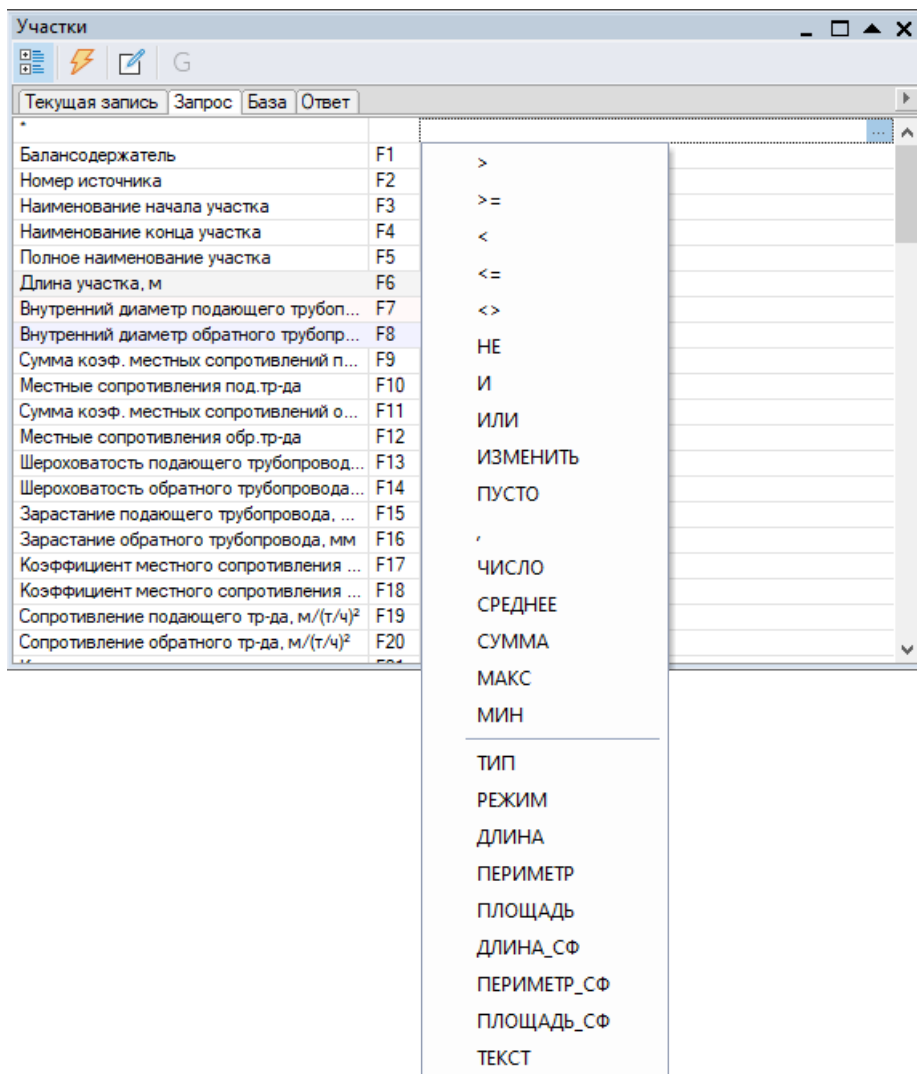 Участки
G
Текущая запись Запрос База Ответ
* ...
Балансодержатель F1
Номер источника F2
Наименование начала участка F3
Наименование конца участка F4
Полное наименование участка F5
Длина участка, м F6
Внутренний диаметр подающего трубоп... F7
Внутренний диаметр обратного трубопр... F8
Сумма коэф. местных сопротивлений п... F9
Местные сопротивления под.тр-да F10
Сумма коэф. местных сопротивлений о... F11
Местные сопротивления обр.тр-да F12
Шероховатость подающего трубопровод... F13
Шероховатость обратного трубопровода... F14
Зарастание подающего трубопровода, ... F15
Зарастание обратного трубопровода, мм F16
Коэффициент местного сопротивления ... F17
Коэффициент местного сопротивления ... F18
Сопротивление подающего тр-да, м/(т/ч)² F19
Сопротивление обратного тр-да, м/(т/ч)² F20
>
>=
<
<=
<>
НЕ
И
ИЛИ
ИЗМЕНИТЬ
ПУСТО
,
ЧИСЛО
СРЕДНЕЕ
СУММА
МАКС
МИН
ТИП
РЕЖИМ
ДЛИНА
ПЕРИМЕТР
ПЛОЩАДЬ
ДЛИНА_СФ
ПЕРИМЕТР_СФ
ПЛОЩАДЬ_СФ
ТЕКСТ